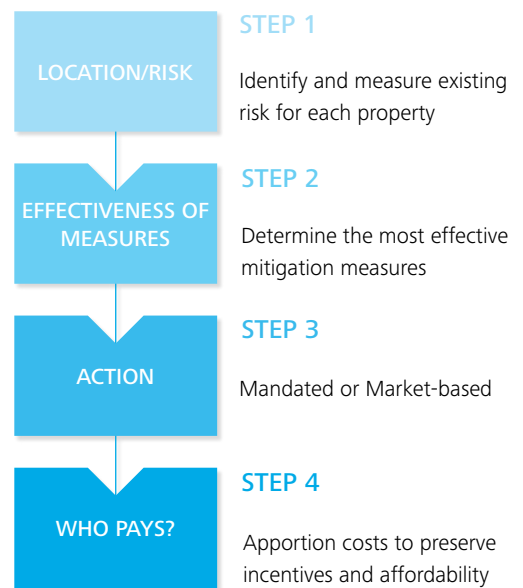 STEP 1
LOCATION/RISK
Identify and measure existing
risk for each property
STEP 2
EFFECTIVENESS OF
MEASURES
Determine the most effective
mitigation measures
STEP 3
ACTION
Mandated or Market-based
STEP 4
WHO PAYS?
Apportion costs to preserve
incentives and affordability